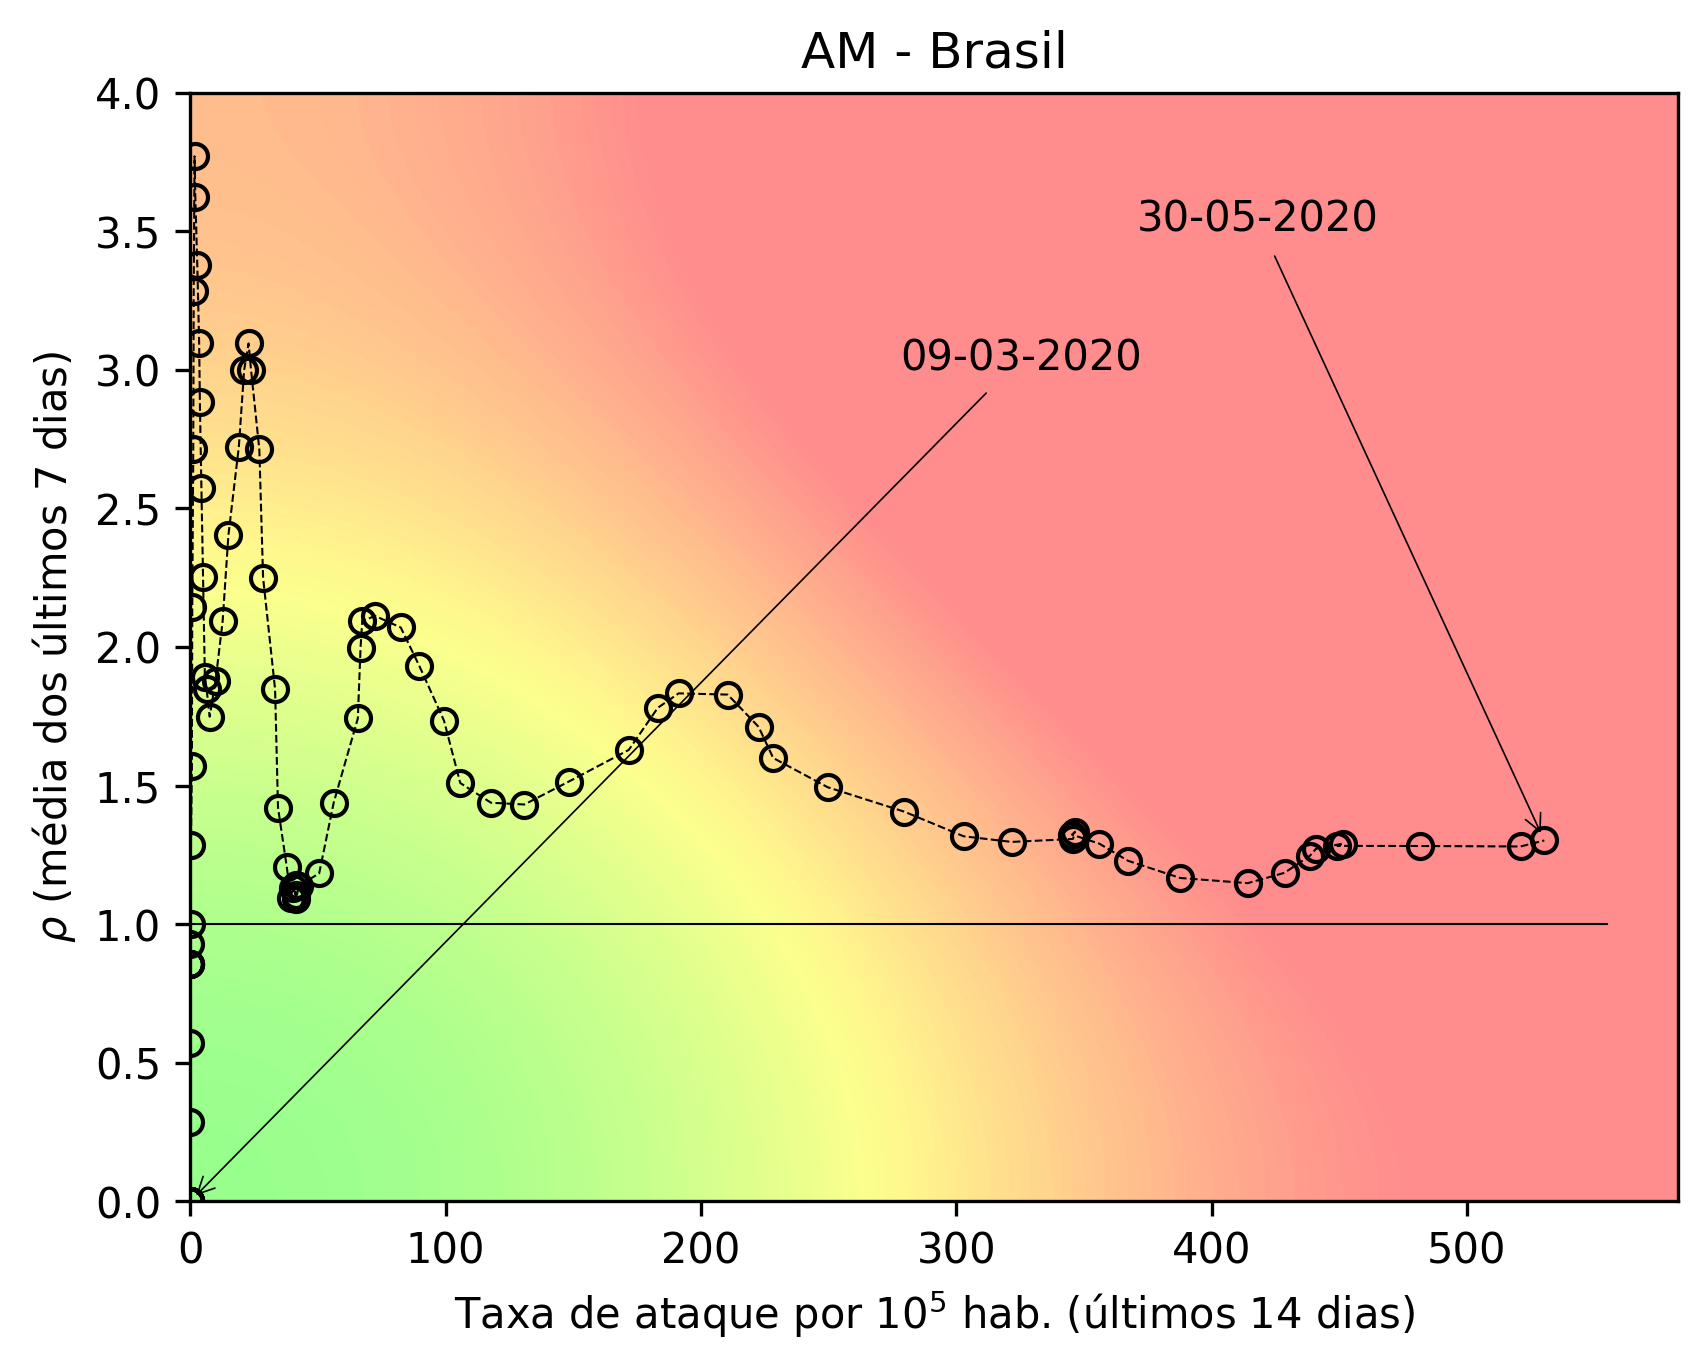 AM - Brasil
4.0
3.5
3.0
2.5
2.0
1.5
1.0
0.5
0.0
ρ (média dos últimos 7 dias)
30-05-2020
09-03-2020
0 100 200 300 400 500
Taxa de ataque por 10⁵ hab. (últimos 14 dias)